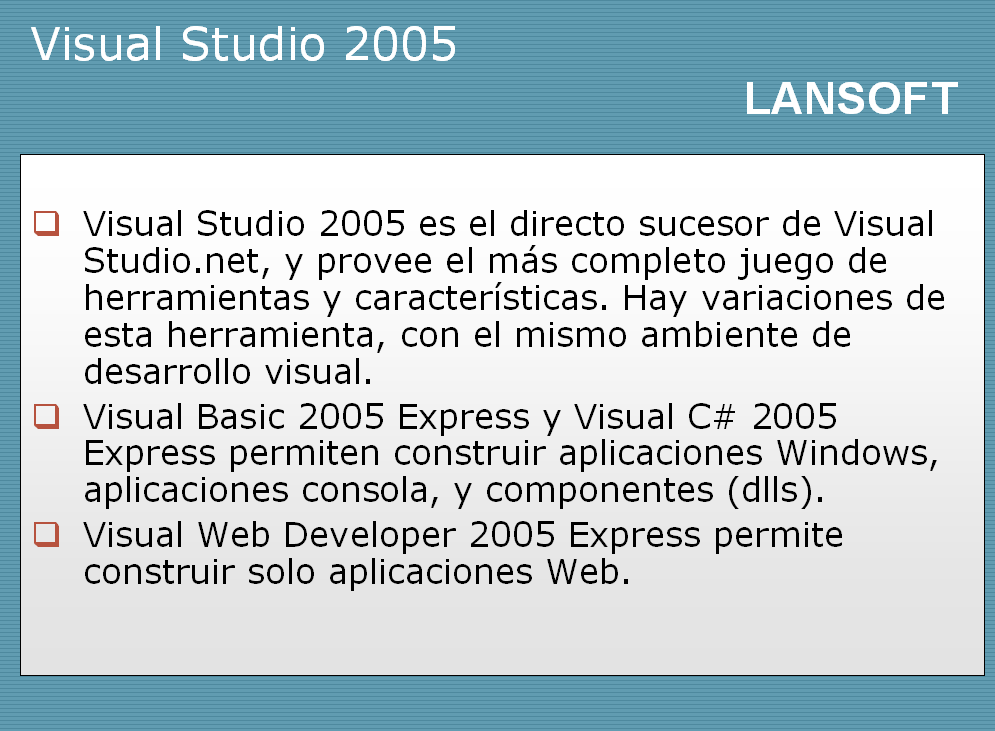 Visual Studio 2005
LANSOFT
Visual Studio 2005 es el directo sucesor de Visual
Studio.net, y provee el más completo juego de
herramientas y características. Hay variaciones de
esta herramienta, con el mismo ambiente de
desarrollo visual.
Visual Basic 2005 Express y Visual C# 2005
Express permiten construir aplicaciones Windows,
aplicaciones consola, y componentes (dlls).
Visual Web Developer 2005 Express permite
construir solo aplicaciones Web.